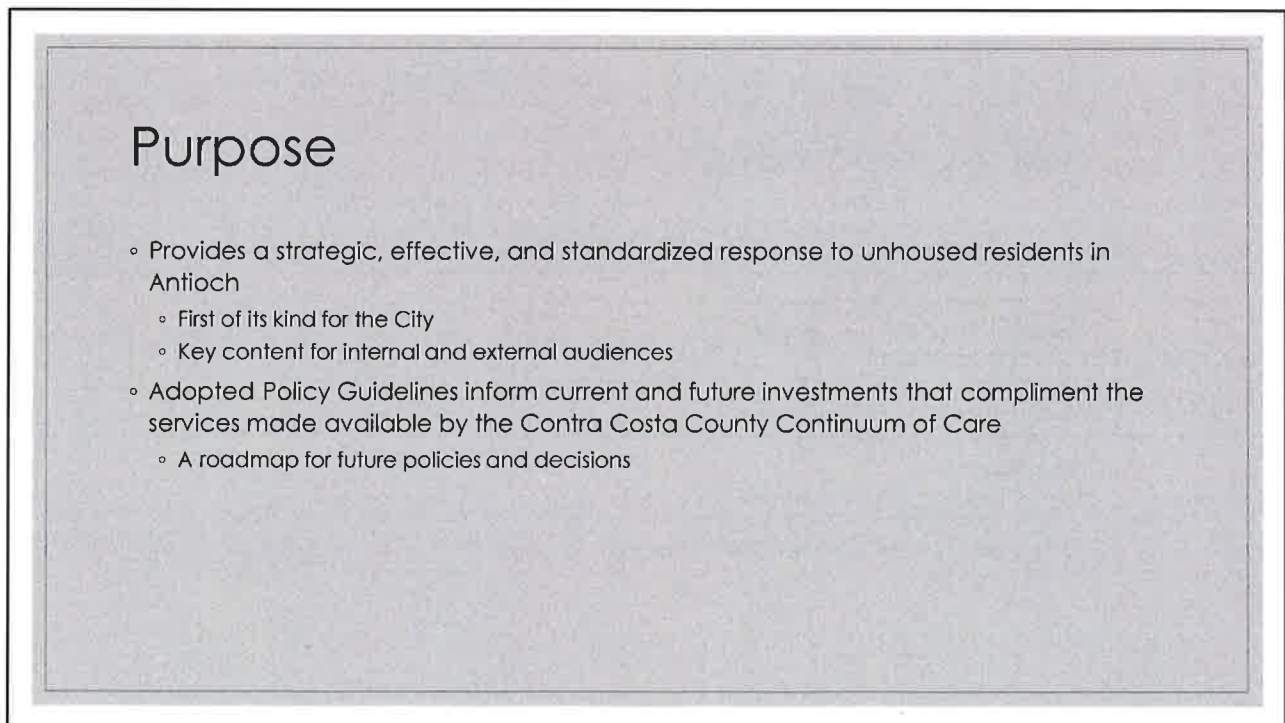 Purpose
◦ Provides a strategic, effective, and standardized response to unhoused residents in
Antioch
◦ First of its kind for the City
◦ Key content for internal and external audiences
◦ Adopted Policy Guidelines inform current and future investments that compliment the
services made available by the Contra Costa County Continuum of Care
◦ A roadmap for future policies and decisions